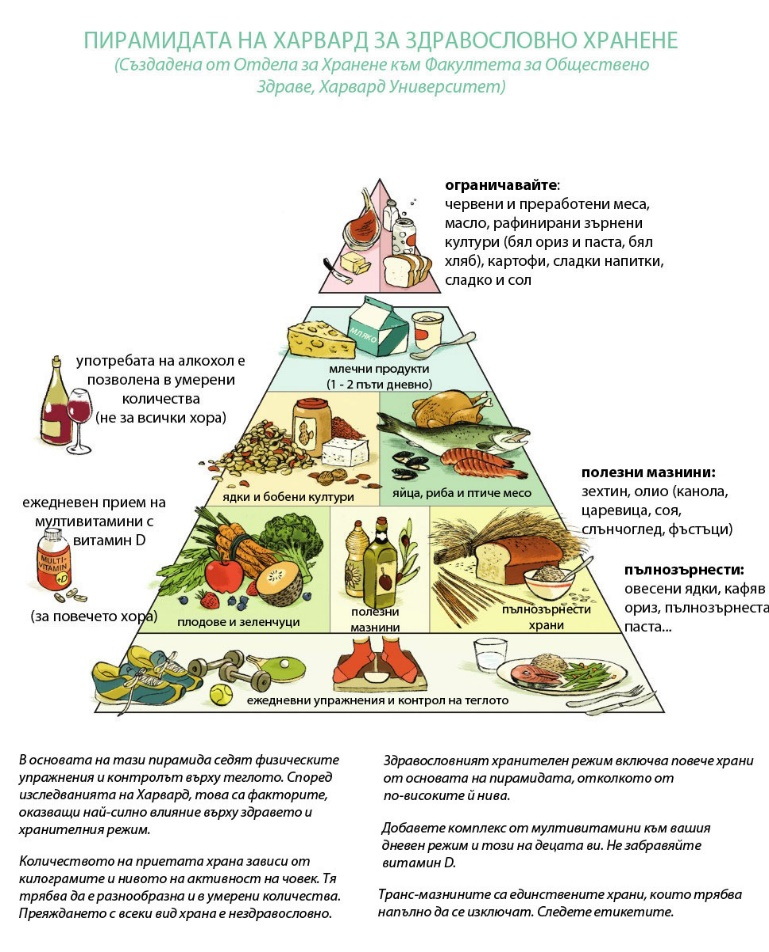 ПИРАМИДАТА НА ХАРВАРД ЗА ЗДРАВОСЛОВНО ХРАНЕНЕ
(Създадена от Отдела за Хранене към Факултета за Обществено
Здраве, Харвард Университет)
ограничавайте:
червени и преработени меса,
масло, рафинирани зърнени
култури (бял ориз и паста, бял
хляб), картофи, сладки напитки,
сладко и сол
МЛЯКО
млечни продукти
(1 - 2 пъти дневно)
употребата на алкохол е
позволена в умерени
количества
(не за всички хора)
ядки и бобени култури
яйца, риба и птиче месо
полезни мазнини:
зехтин, олио (канола,
царевица, соя,
слънчоглед, фъстъци)
ежедневен прием на
мултивитамини с
витамин D
MULTI-
VITAMIN
+D
(за повечето хора)
плодове и зеленчуци
полезни
мазнини
пълнозърнести
храни
пълнозърнести:
овесени ядки, кафяв
ориз, пълнозърнеста
паста...
ежедневни упражнения и контрол на теглото
В основата на тази пирамида седят физическите
упражнения и контролът върху теглото. Според
изследванията на Харвард, това са факторите,
оказващи най-силно влияние върху здравето и
хранителния режим.
Количеството на приетата храна зависи от
килограмите и нивото на активност на човек. Тя
трябва да е разнообразна и в умерени количества.
Преяждането с всеки вид храна е нездравословно.
Здравословният хранителен режим включва повече храни
от основата на пирамидата, отколкото от
по-високите ѝ нива.
Добавете комплекс от мултивитамини към вашия
дневен режим и този на децата ви. Не забравяйте
витамин D.
Транс-мазнините са единствените храни, които трябва
напълно да се изключат. Следете етикетите.